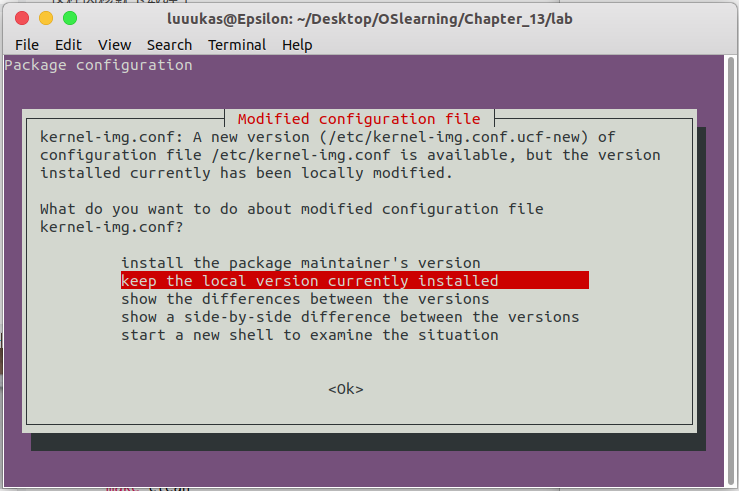 luuukas@Epsilon: ~/Desktop/OSlearning/Chapter_13/lab
File Edit View Search Terminal Help
Package configuration
Modified configuration file
kernel-img.conf: A new version (/etc/kernel-img.conf.ucf-new) of
configuration file /etc/kernel-img.conf is available, but the version
installed currently has been locally modified.
What do you want to do about modified configuration file
kernel-img.conf?
install the package maintainer's version
keep the local version currently installed
show the differences between the versions
show a side-by-side difference between the versions
start a new shell to examine the situation
<Ok>
make clean